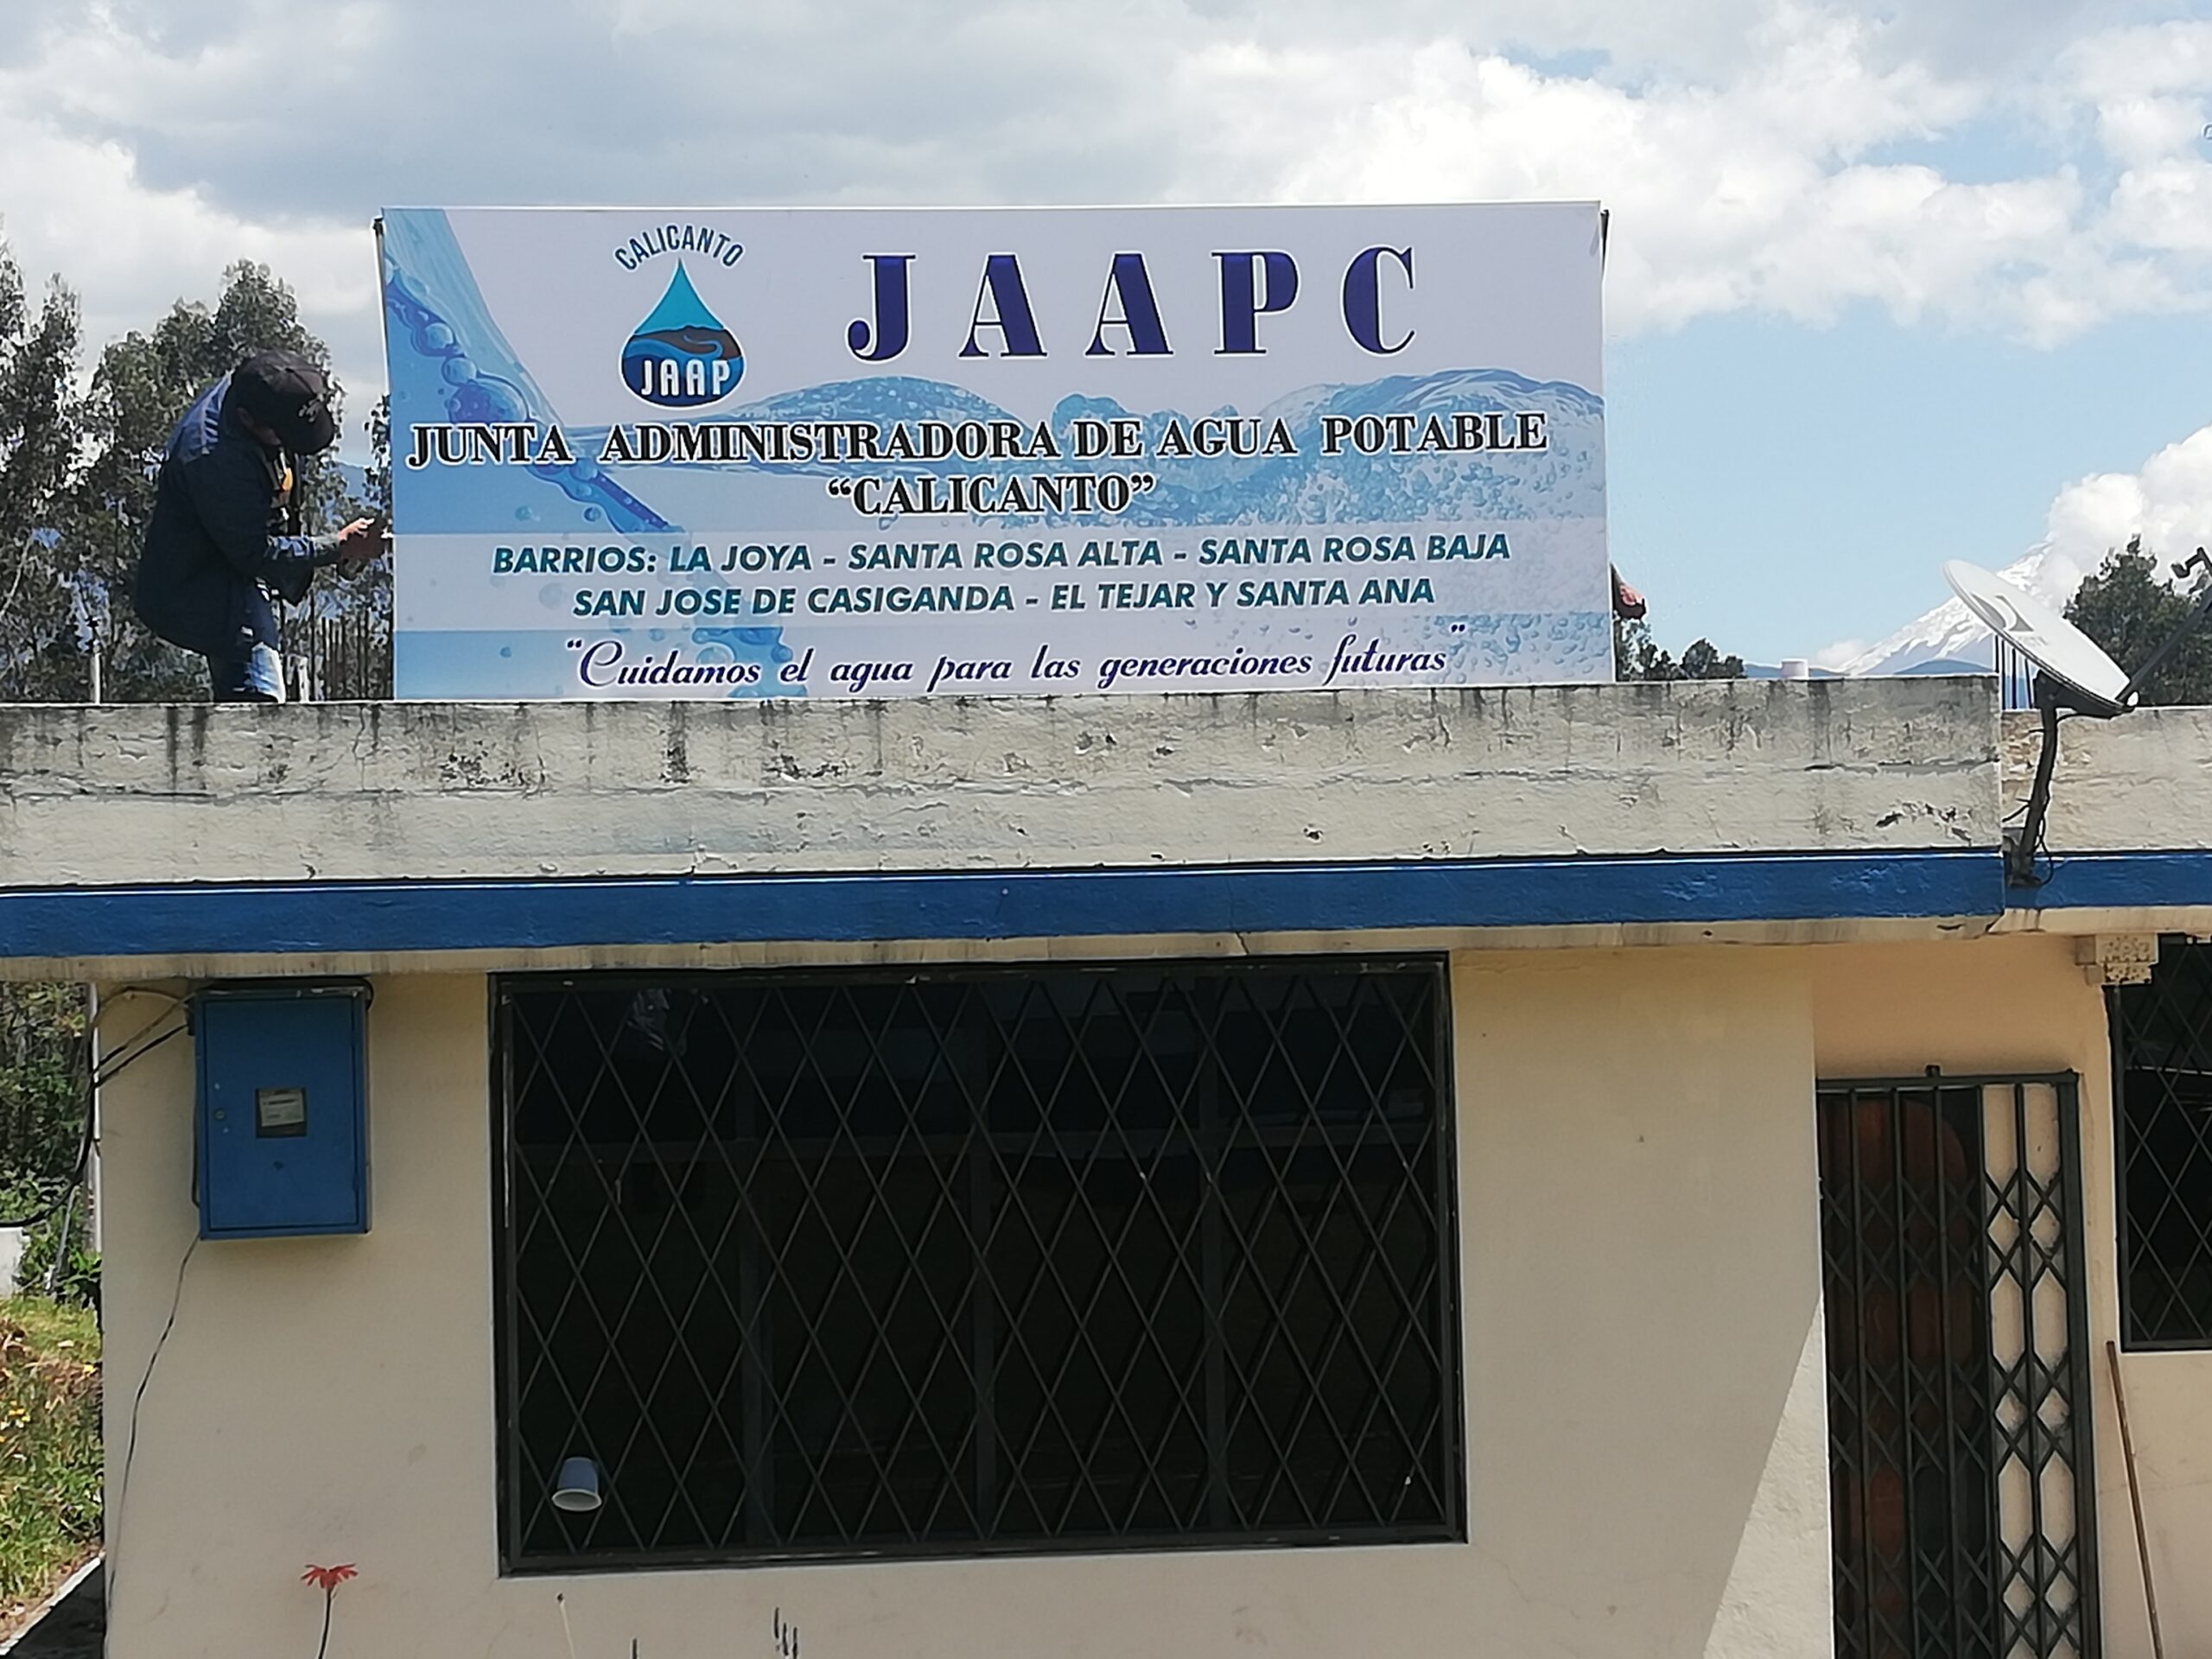 CALICANTO
JAAP
JAAPC
JUNTA ADMINISTRADORA DE AGUA POTABLE
“CALICANTO”
BARRIOS: LA JOYA - SANTA ROSA ALTA - SANTA ROSA BAJA
SAN JOSE DE CASIGANDA - EL TEJAR Y SANTA ANA
“Cuidamos el agua para las generaciones futuras”